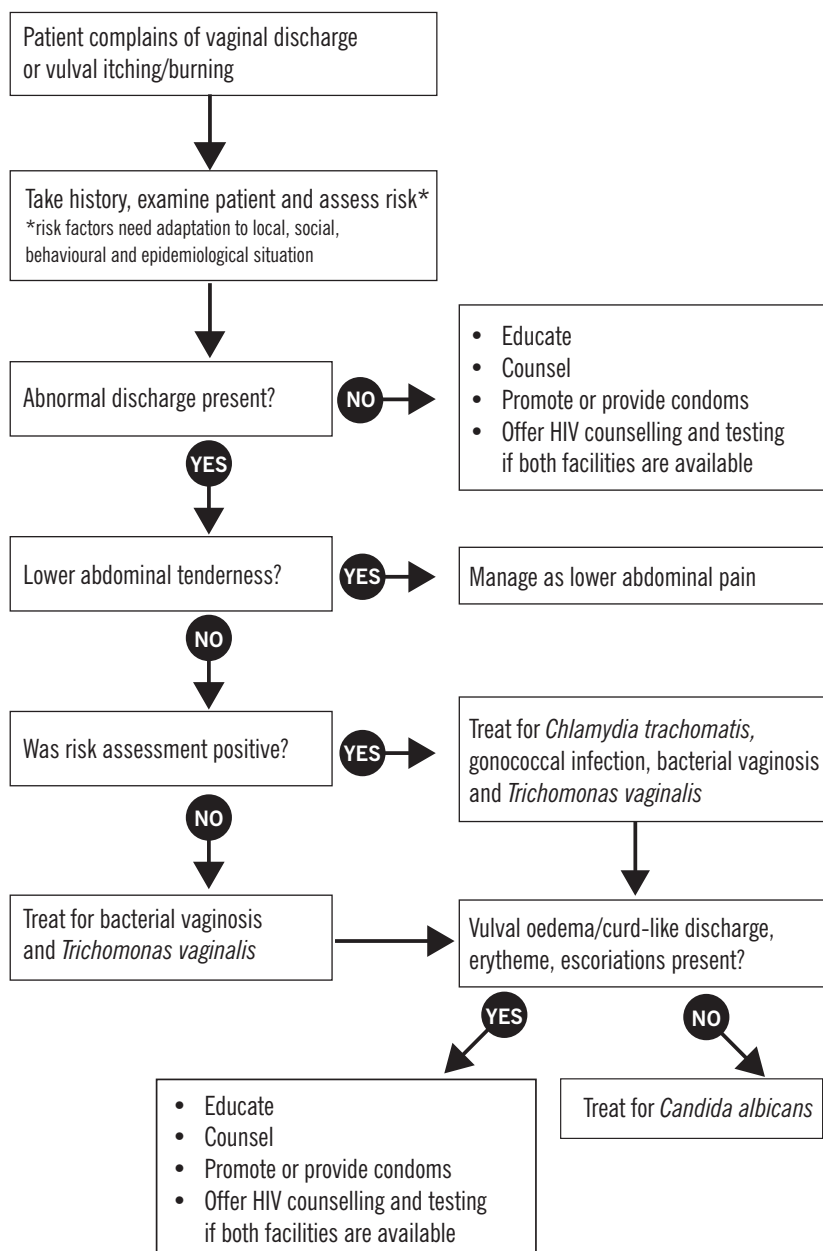 Patient complains of vaginal discharge
or vulval itching/burning
Take history, examine patient and assess risk*
*risk factors need adaptation to local, social,
behavioural and epidemiological situation
Abnormal discharge present?
NO
• Educate
• Counsel
• Promote or provide condoms
• Offer HIV counselling and testing
if both facilities are available
YES
Lower abdominal tenderness?
YES
Manage as lower abdominal pain
NO
Was risk assessment positive?
YES
Treat for Chlamydia trachomatis,
gonococcal infection, bacterial vaginosis
and Trichomonas vaginalis
NO
Treat for bacterial vaginosis
and Trichomonas vaginalis
Vulval oedema/curd-like discharge,
erytheme, escoriations present?
YES
NO
• Educate
• Counsel
• Promote or provide condoms
• Offer HIV counselling and testing
if both facilities are available
Treat for Candida albicans